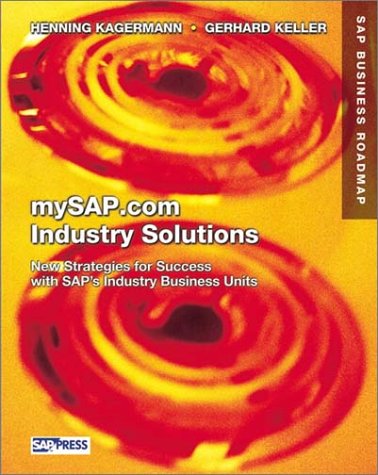 HENNING KAGERMANN • GERHARD KELLER
SAP BUSINESS ROADMAP
mySAP.com
Industry Solutions
New Strategies for Success
with SAP's Industry Business Units
SAP PRESS